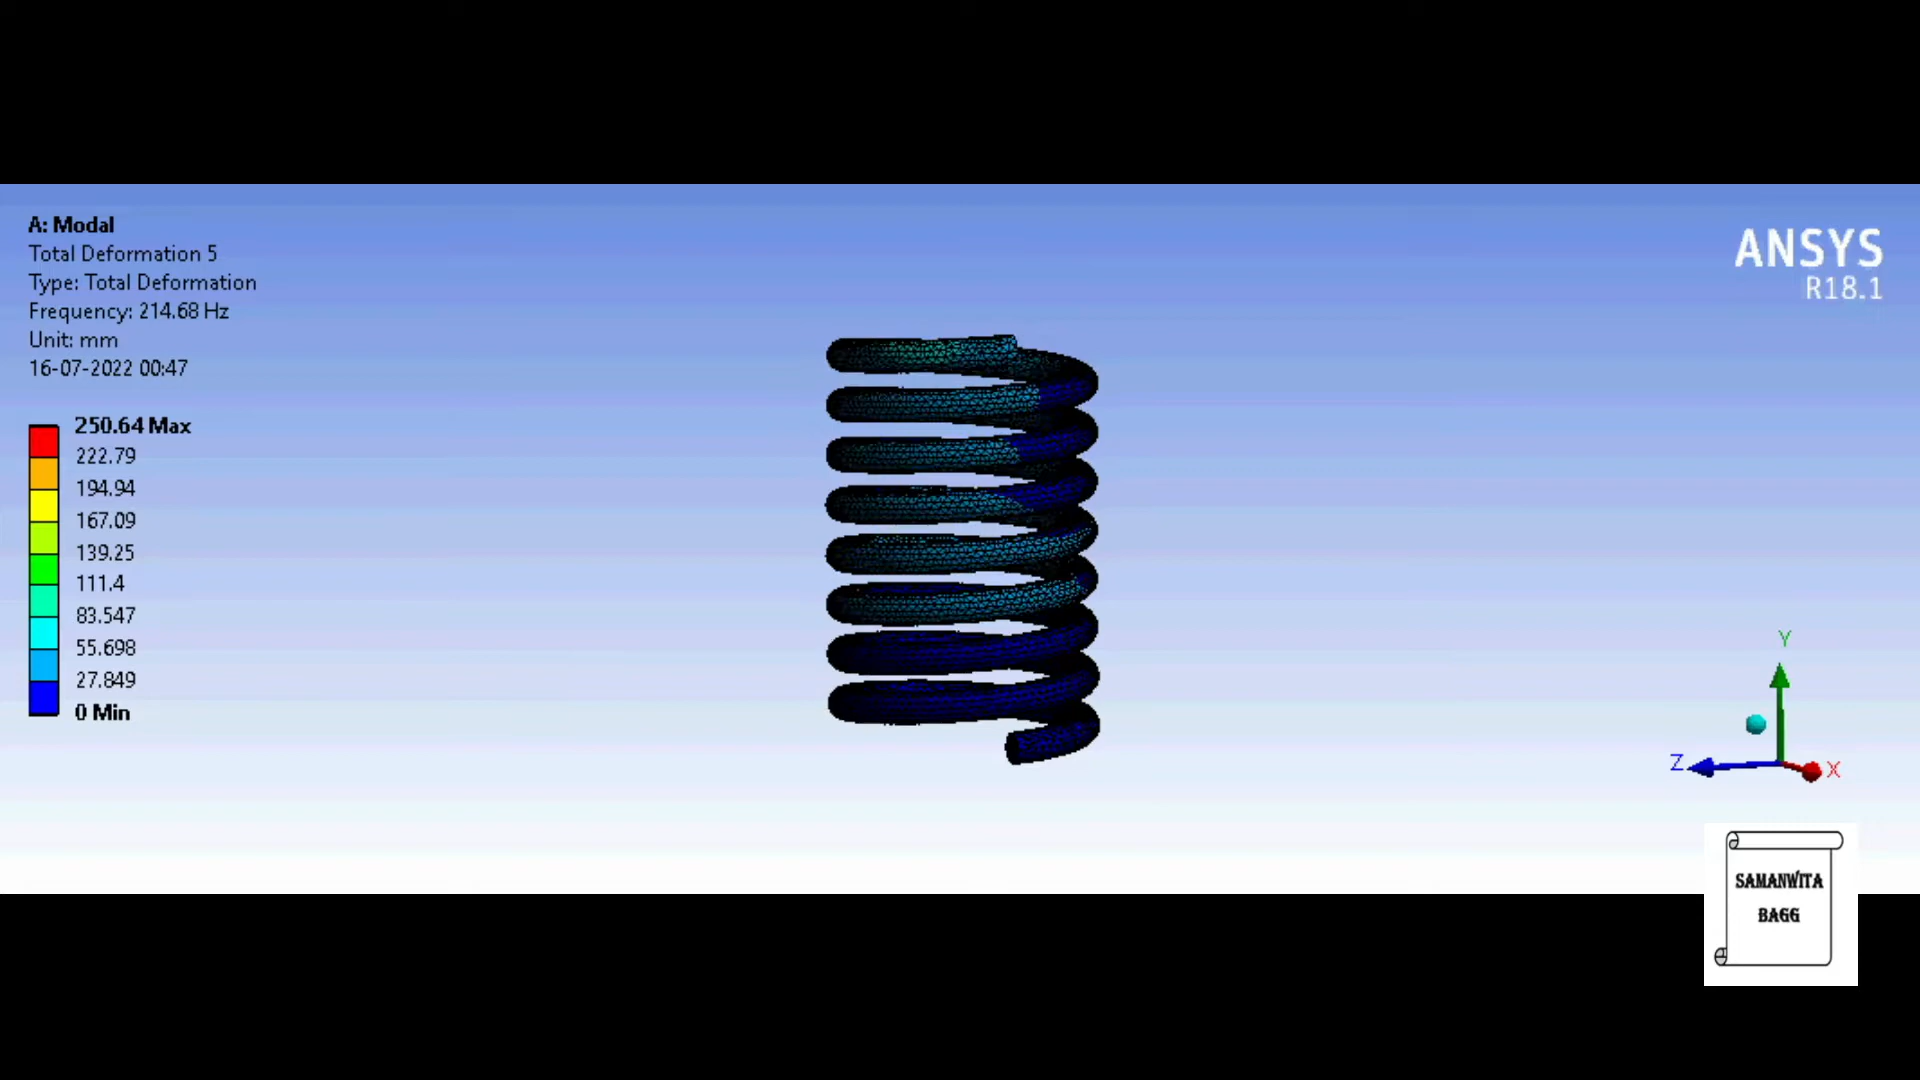 A: Modal
Total Deformation 5
Type: Total Deformation
Frequency: 214.68 Hz
Unit: mm
16-07-2022 00:47
250.64 Max
222.79
194.94
167.09
139.25
111.4
83.547
55.698
27.849
0 Min
ANSYS
R18.1
Y
Z
X
SAMANWITA
BAGG